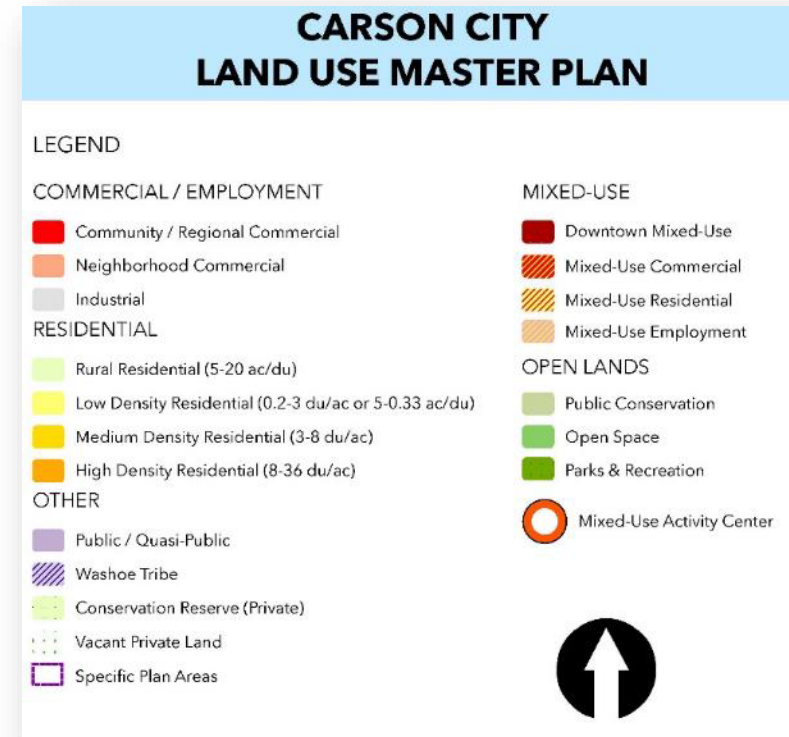 CARSON CITY
LAND USE MASTER PLAN
LEGEND
COMMERCIAL / EMPLOYMENT
Community / Regional Commercial
Neighborhood Commercial
Industrial
RESIDENTIAL
Rural Residential (5-20 ac/du)
Low Density Residential (0.2-3 du/ac or 5-0.33 ac/du)
Medium Density Residential (3-8 du/ac)
High Density Residential (8-36 du/ac)
OTHER
Public / Quasi-Public
Washoe Tribe
Conservation Reserve (Private)
Vacant Private Land
Specific Plan Areas
MIXED-USE
Downtown Mixed-Use
Mixed-Use Commercial
Mixed-Use Residential
Mixed-Use Employment
OPEN LANDS
Public Conservation
Open Space
Parks & Recreation
Mixed-Use Activity Center